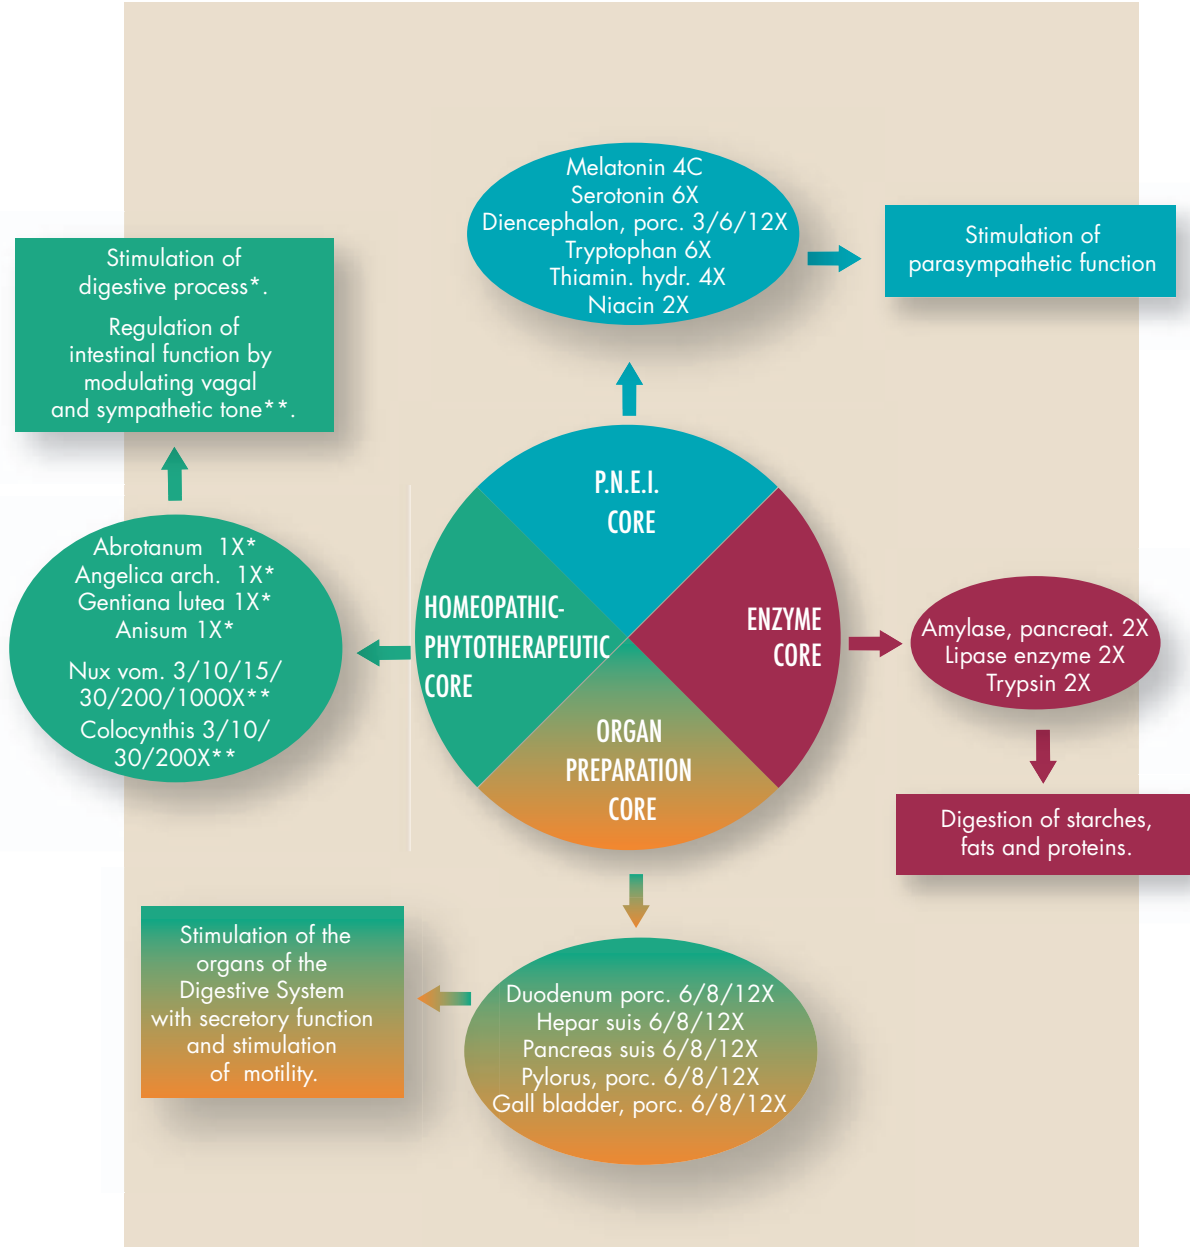 Melatonin 4C
Serotonin 6X
Diencephalon, porc. 3/6/12X
Tryptophan 6X
Thiamin. hydr. 4X
Niacin 2X
Stimulation of
parasympathetic function
Stimulation of
digestive process*.
Regulation of
intestinal function by
modulating vagal
and sympathetic tone**.
P.N.E.I.
CORE
Abrotanum 1X*
Angelica arch. 1X*
Gentiana lutea 1X*
Anisum 1X*
Nux vom. 3/10/15/
30/200/1000X**
Colocynthis 3/10/
30/200X**
HOMEOPATHIC-
PHYTOTHERAPEUTIC
CORE
ENZYME
CORE
Amylase, pancreat. 2X
Lipase enzyme 2X
Trypsin 2X
ORGAN
PREPARATION
CORE
Digestion of starches,
fats and proteins.
Stimulation of the
organs of the
Digestive System
with secretory function
and stimulation
of motility.
Duodenum porc. 6/8/12X
Hepar suis 6/8/12X
Pancreas suis 6/8/12X
Pylorus, porc. 6/8/12X
Gall bladder, porc. 6/8/12X